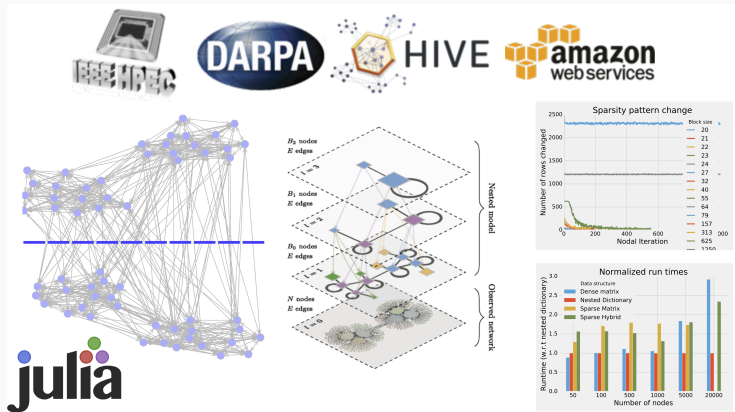 IEEE HPEC
DARPA
HIVE
amazon
web services
B₂ nodes
E edges
l = 3
B₁ nodes
E edges
l = 2
B₀ nodes
E edges
l = 1
N nodes
E edges
l = 0
Nested model
Observed network
Sparsity pattern change
Number of rows changed
2500
2000
1500
1000
500
0
0
200
400
600
Nodal Iteration
Block size
20
21
22
23
24
27
32
40
55
64
79
157
313
625
1250
Normalized run times
Runtime (w.r.t nested dictionary)
3.0
2.5
2.0
1.5
1.0
0.5
0.0
Data structure
Dense matrix
Nested Dictionary
Sparse Matrix
Sparse Hybrid
50
100
500
1000
5000
20000
Number of nodes
julia